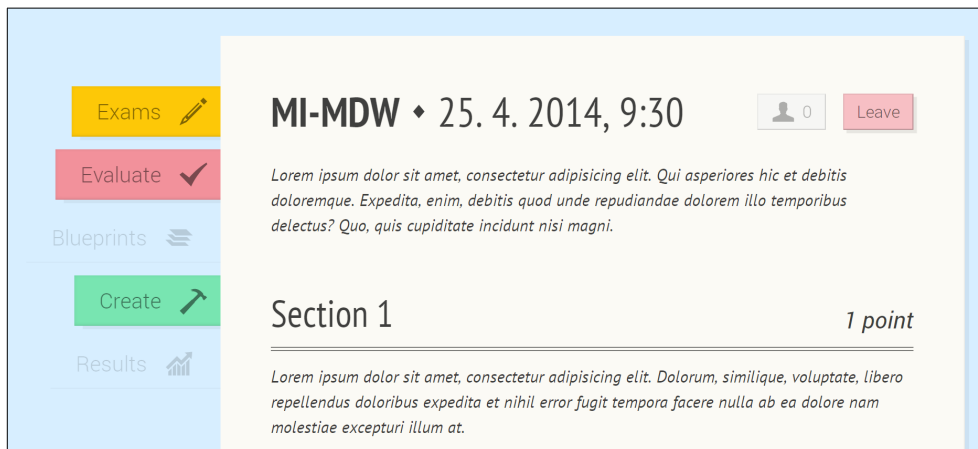 Exams
Evaluate
Blueprints
Create
Results
MI-MDW ◆ 25. 4. 2014, 9:30
0
Leave
Lorem ipsum dolor sit amet, consectetur adipisicing elit. Qui asperiores hic et debitis
doloremque. Expedita, enim, debitis quod unde repudiandae dolorem illo temporibus
delectus? Quo, quis cupiditate incidunt nisi magni.
Section 1
1 point
Lorem ipsum dolor sit amet, consectetur adipisicing elit. Dolorum, similique, voluptate, libero
repellendus doloribus expedita et nihil error fugit tempora facere nulla ab ea dolore nam
molestiae excepturi illum at.